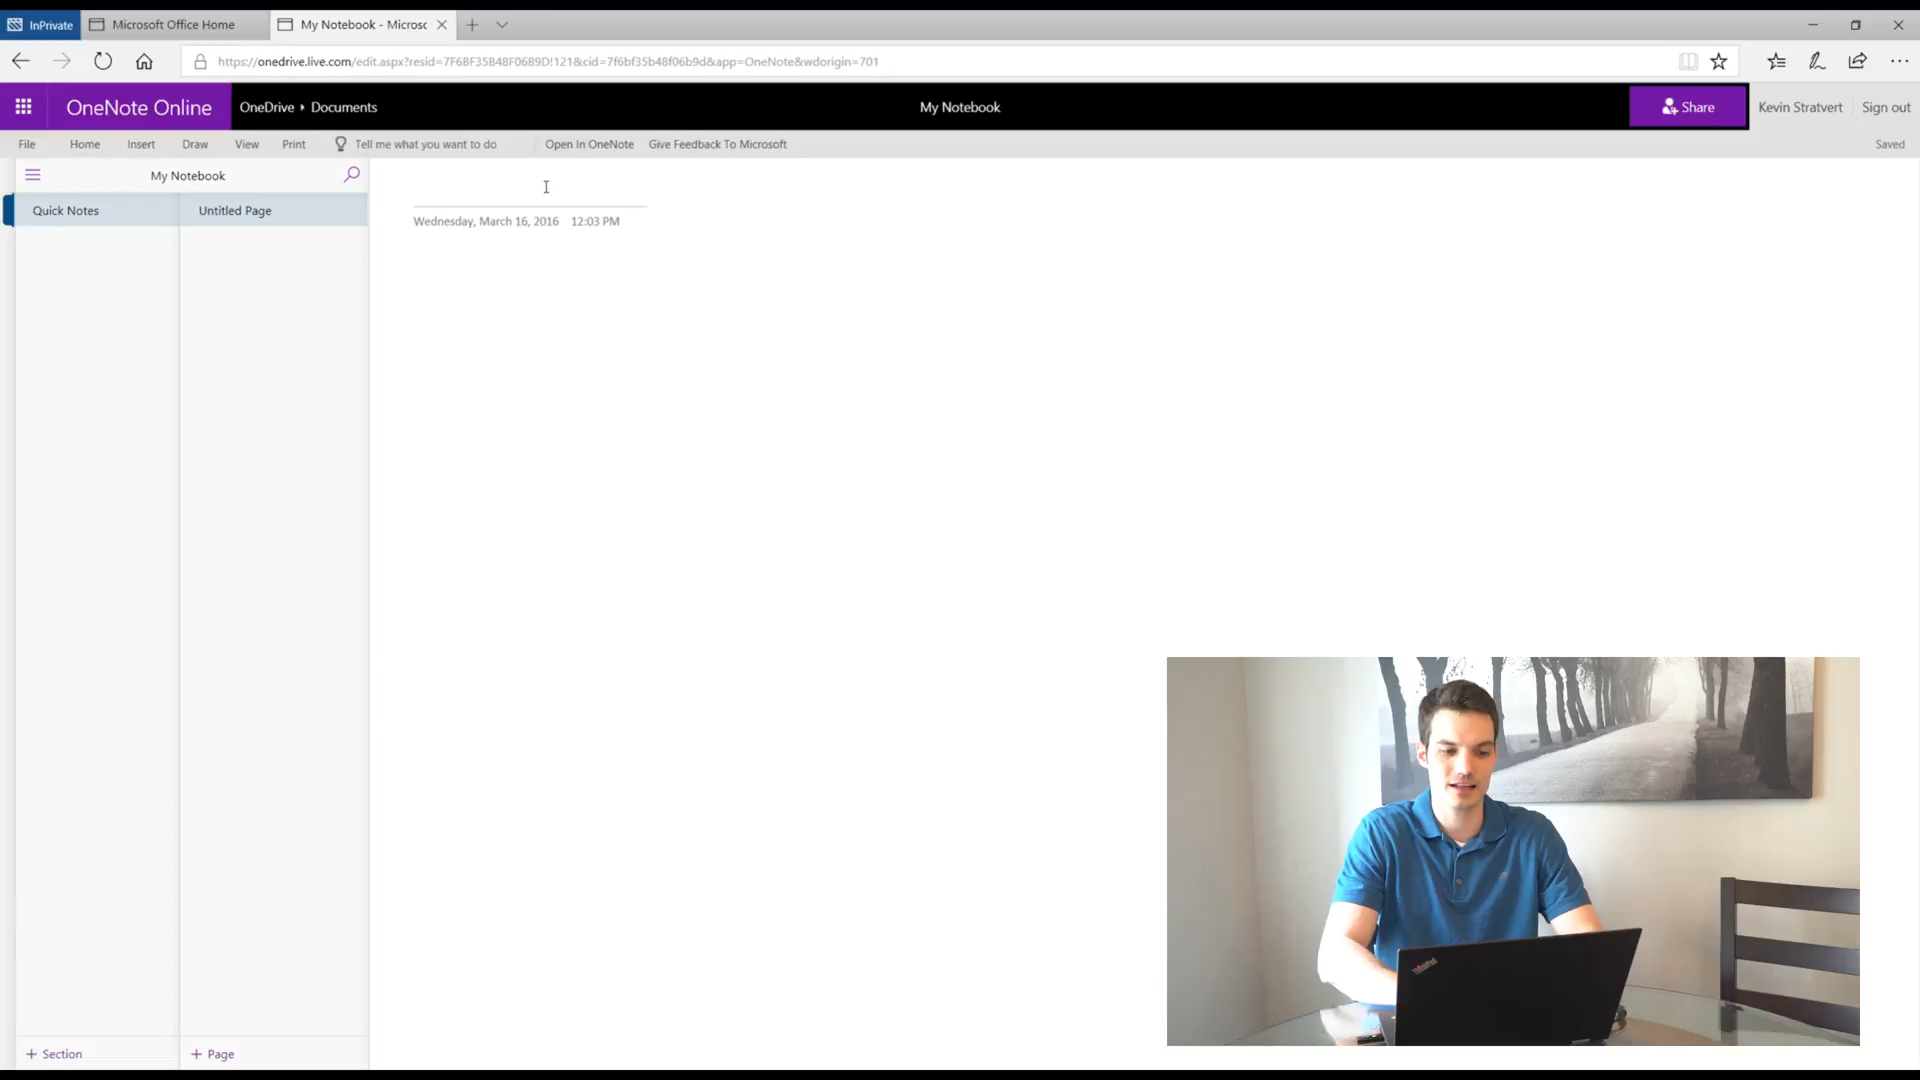 InPrivate
Microsoft Office Home
My Notebook - Microsc
https://onedrive.live.com/edit.aspx?resid=7F6BF35B48F06B9D!121&cid=7f6bf35b48f06b9d&app=OneNote&wdorigin=701
OneNote Online
OneDrive ▸ Documents
My Notebook
Share
Kevin Stratvert
Sign out
File
Home
Insert
Draw
View
Print
Tell me what you want to do
Open In OneNote
Give Feedback To Microsoft
Saved
My Notebook
Quick Notes
Untitled Page
Wednesday, March 16, 2016 12:03 PM
ThinkPad
+ Section
+ Page